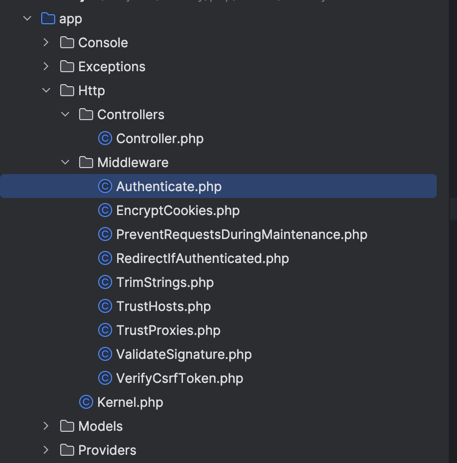 app
Console
Exceptions
Http
Controllers
Controller.php
Middleware
Authenticate.php
EncryptCookies.php
PreventRequestsDuringMaintenance.php
RedirectIfAuthenticated.php
TrimStrings.php
TrustHosts.php
TrustProxies.php
ValidateSignature.php
VerifyCsrfToken.php
Kernel.php
Models
Providers